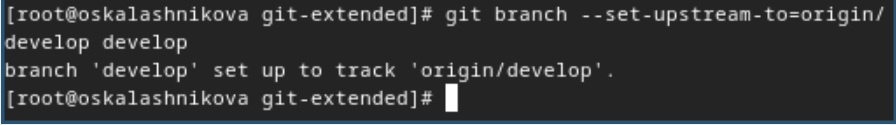 [root@oskalashnikova git-extended]# git branch --set-upstream-to=origin/
develop develop
branch 'develop' set up to track 'origin/develop'.
[root@oskalashnikova git-extended]#